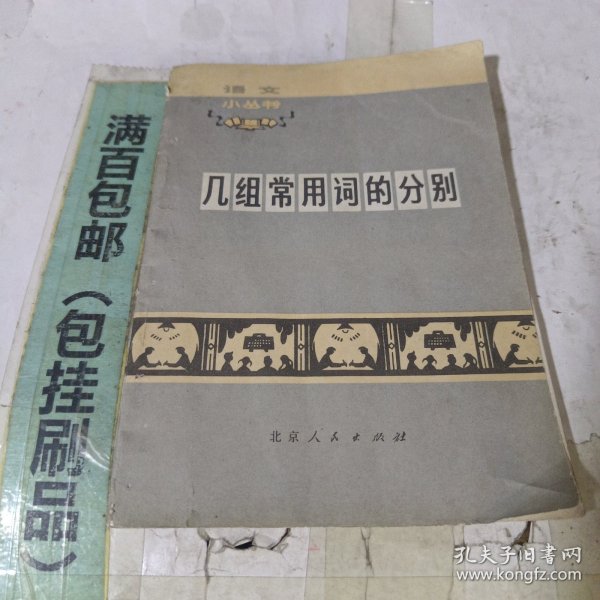 满百包邮（包挂刷品）
语文
小丛书
几组常用词的分别
北京人民出版社
孔夫子旧书网
www.kongfz.com